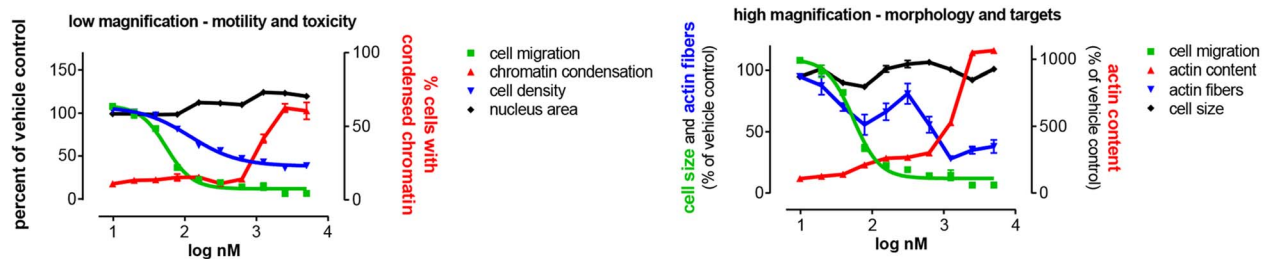 low magnification - motility and toxicity
percent of vehicle control
150
100
50
0
100
50
0
% cells with
condensed chromatin
1 2 3 4
log nM
cell migration
chromatin condensation
cell density
nucleus area
high magnification - morphology and targets
cell size and actin fibers
(% of vehicle control)
100
50
0
1000
500
0
(% of vehicle control)
actin content
1 2 3 4
log nM
cell migration
actin content
actin fibers
cell size